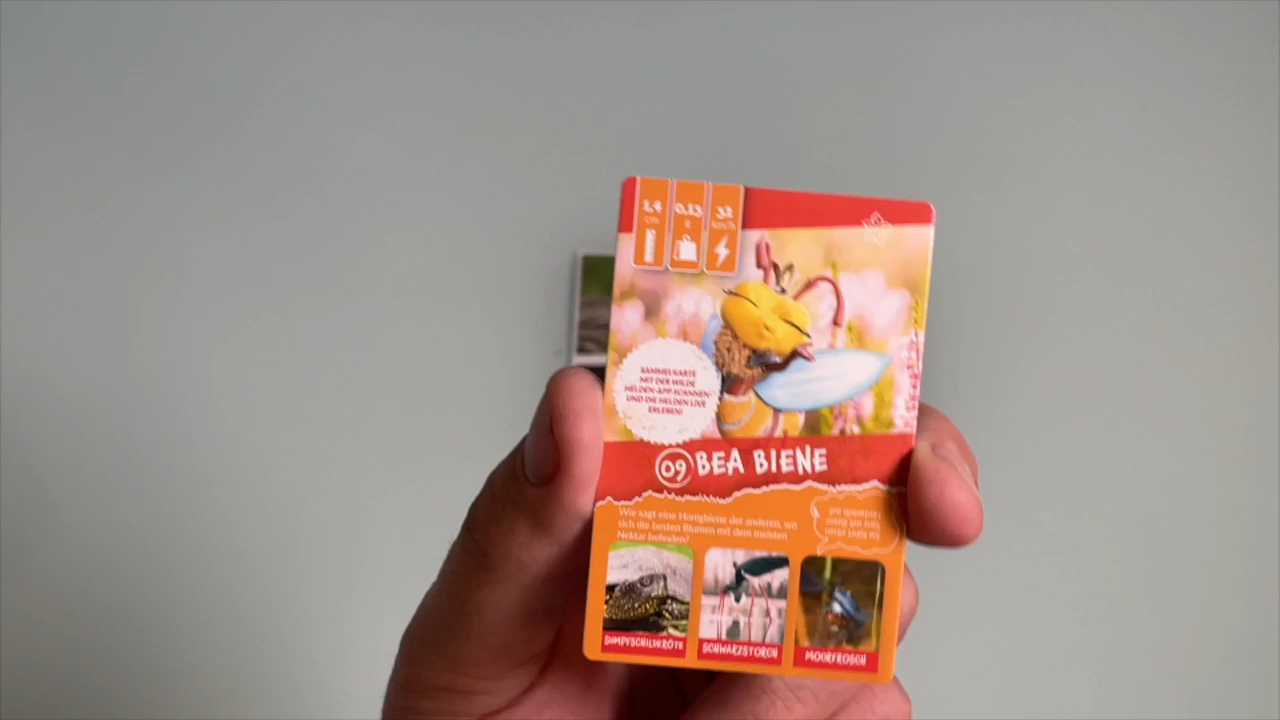 1,4
cm
0,13
g
32
km/h
SAMMELKARTE
MIT DER WILDE
HELDEN-APP SCANNEN
UND DIE HELDEN LIVE
ERLEBEN!
09 BEA BIENE
Wie sagt eine Honigbiene der anderen, wo
sich die besten Blumen mit dem meisten
Nektar befinden?
SUMPFSCHILDKRÖTE
SCHWARZSTORCH
MOORFROSCH